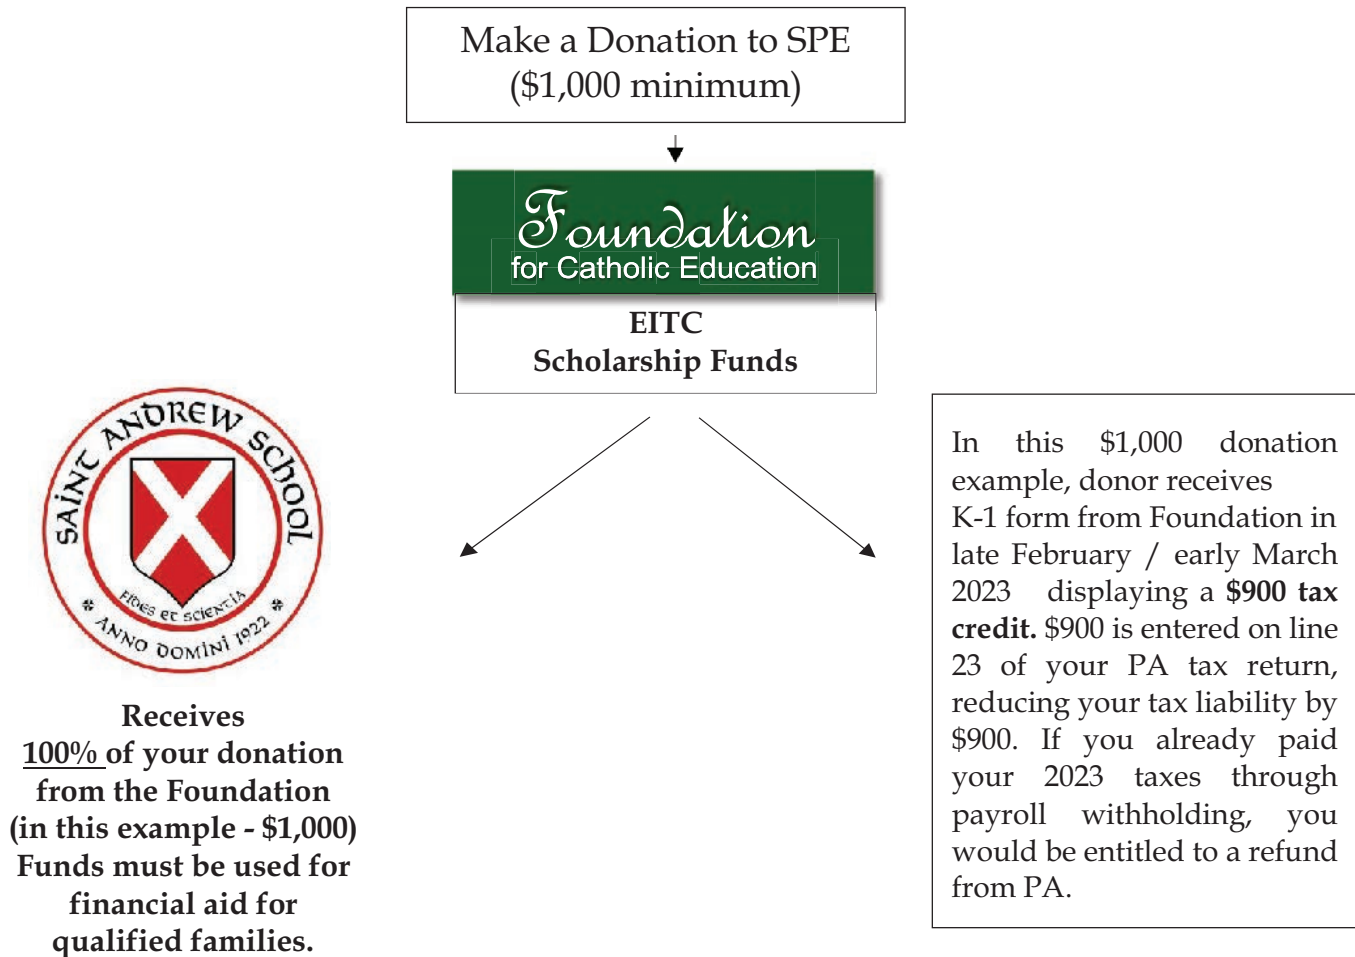 Make a Donation to SPE
($1,000 minimum)
Foundation
for Catholic Education
EITC
Scholarship Funds
SAINT ANDREW SCHOOL
FIDES ET SCIENTIA
ANNO DOMINI 1922
Receives
100% of your donation
from the Foundation
(in this example - $1,000)
Funds must be used for
financial aid for
qualified families.
In this $1,000 donation
example, donor receives
K-1 form from Foundation in
late February / early March
2023 displaying a $900 tax
credit. $900 is entered on line
23 of your PA tax return,
reducing your tax liability by
$900. If you already paid
your 2023 taxes through
payroll withholding, you
would be entitled to a refund
from PA.